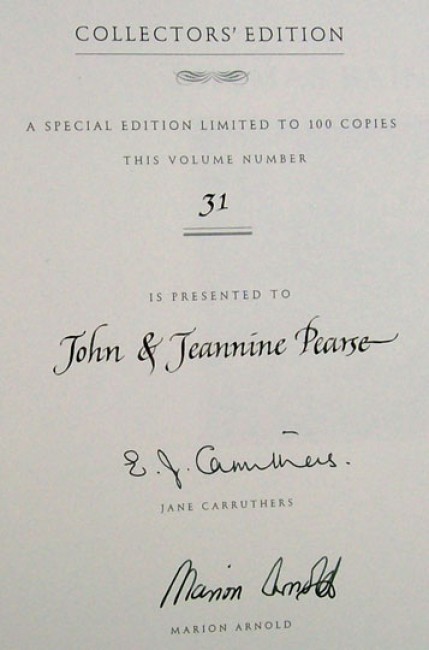 COLLECTORS' EDITION
A SPECIAL EDITION LIMITED TO 100 COPIES
THIS VOLUME NUMBER
31
IS PRESENTED TO
John & Jeannine Pearse
E. J. Carruthers.
JANE CARRUTHERS
Marion Arnold
MARION ARNOLD